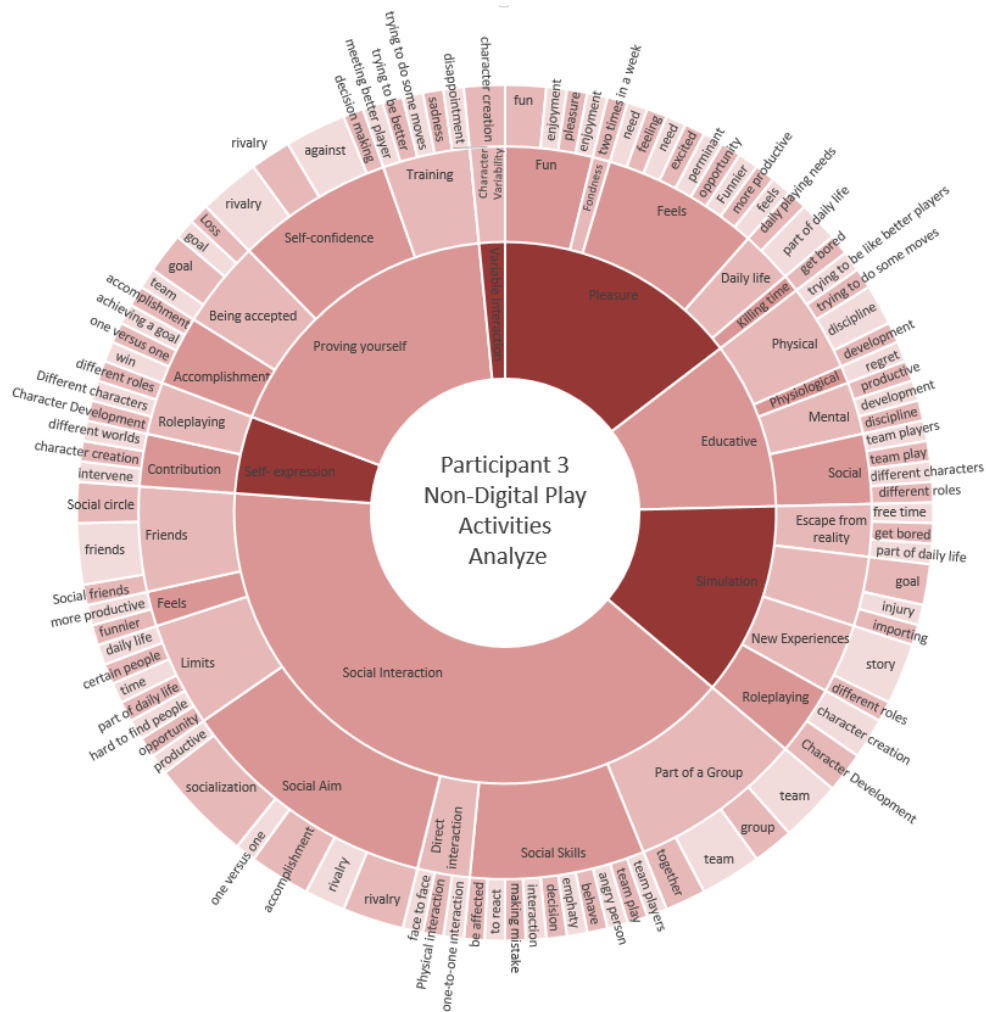 Participant 3
Non-Digital Play
Activities
Analyze
Pleasure
Educative
Simulation
Social Interaction
Self- expression
Proving yourself
Variable Interaction
Fun
Fondness
Feels
Daily life
Killing time
Physical
Physiological
Mental
Social
Escape from
reality
New Experiences
Roleplaying
Part of a Group
Social Skills
Direct
interaction
Social Aim
Limits
Feels
Friends
Contribution
Roleplaying
Accomplishment
Being accepted
Self-confidence
Training
Character
Variability
fun
enjoyment
pleasure
enjoyment
two times in a week
need
feeling
need
excited
perminant
opportunity
Funnier
more productive
feels
daily playing needs
part of daily life
get bored
trying to be like better players
trying to do some moves
discipline
development
regret
productive
development
discipline
team players
team play
different characters
different roles
free time
get bored
part of daily life
goal
injury
importing
story
different roles
character creation
Character Development
team
group
team
together
team players
team play
angry person
behave
emphaty
decision
interaction
making mistake
to react
be affected
one-to-one interaction
Physical interaction
face to face
rivalry
rivalry
accomplishment
one versus one
socialization
productive
opportunity
hard to find people
part of daily life
time
certain people
daily life
funnier
more productive
Social friends
friends
Social circle
intervene
character creation
different worlds
Character Development
Different characters
different roles
win
one versus one
achieving a goal
accomplishment
team
goal
goal
Loss
rivalry
rivalry
against
decision making
meeting better player
trying to be better
trying to do some moves
sadness
disappointment
character creation